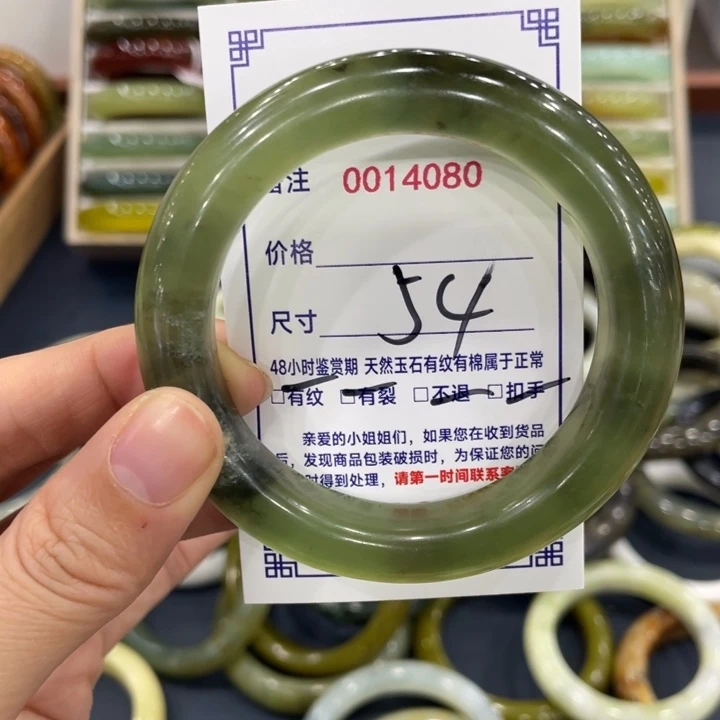 注 0014080
价格
尺寸 54
48小时鉴赏期 天然玉石有纹有棉属于正常
□有纹 □有裂 □不退 □扣手
亲爱的小姐姐们，如果您在收到货品
后，发现商品包装破损时，为保证您的问
时得到处理，请第一时间联系客